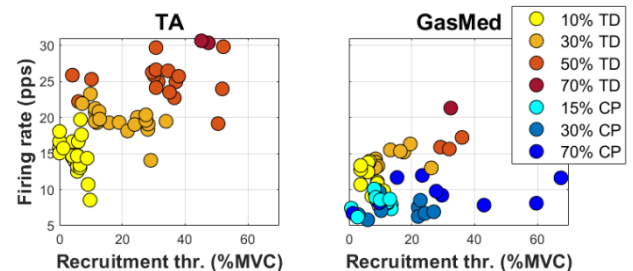 TA
GasMed
10% TD
30% TD
50% TD
70% TD
15% CP
30% CP
70% CP
Firing rate (pps)
30
25
20
15
10
5
0 20 40 60
0 20 40 60
Recruitment thr. (%MVC)
Recruitment thr. (%MVC)